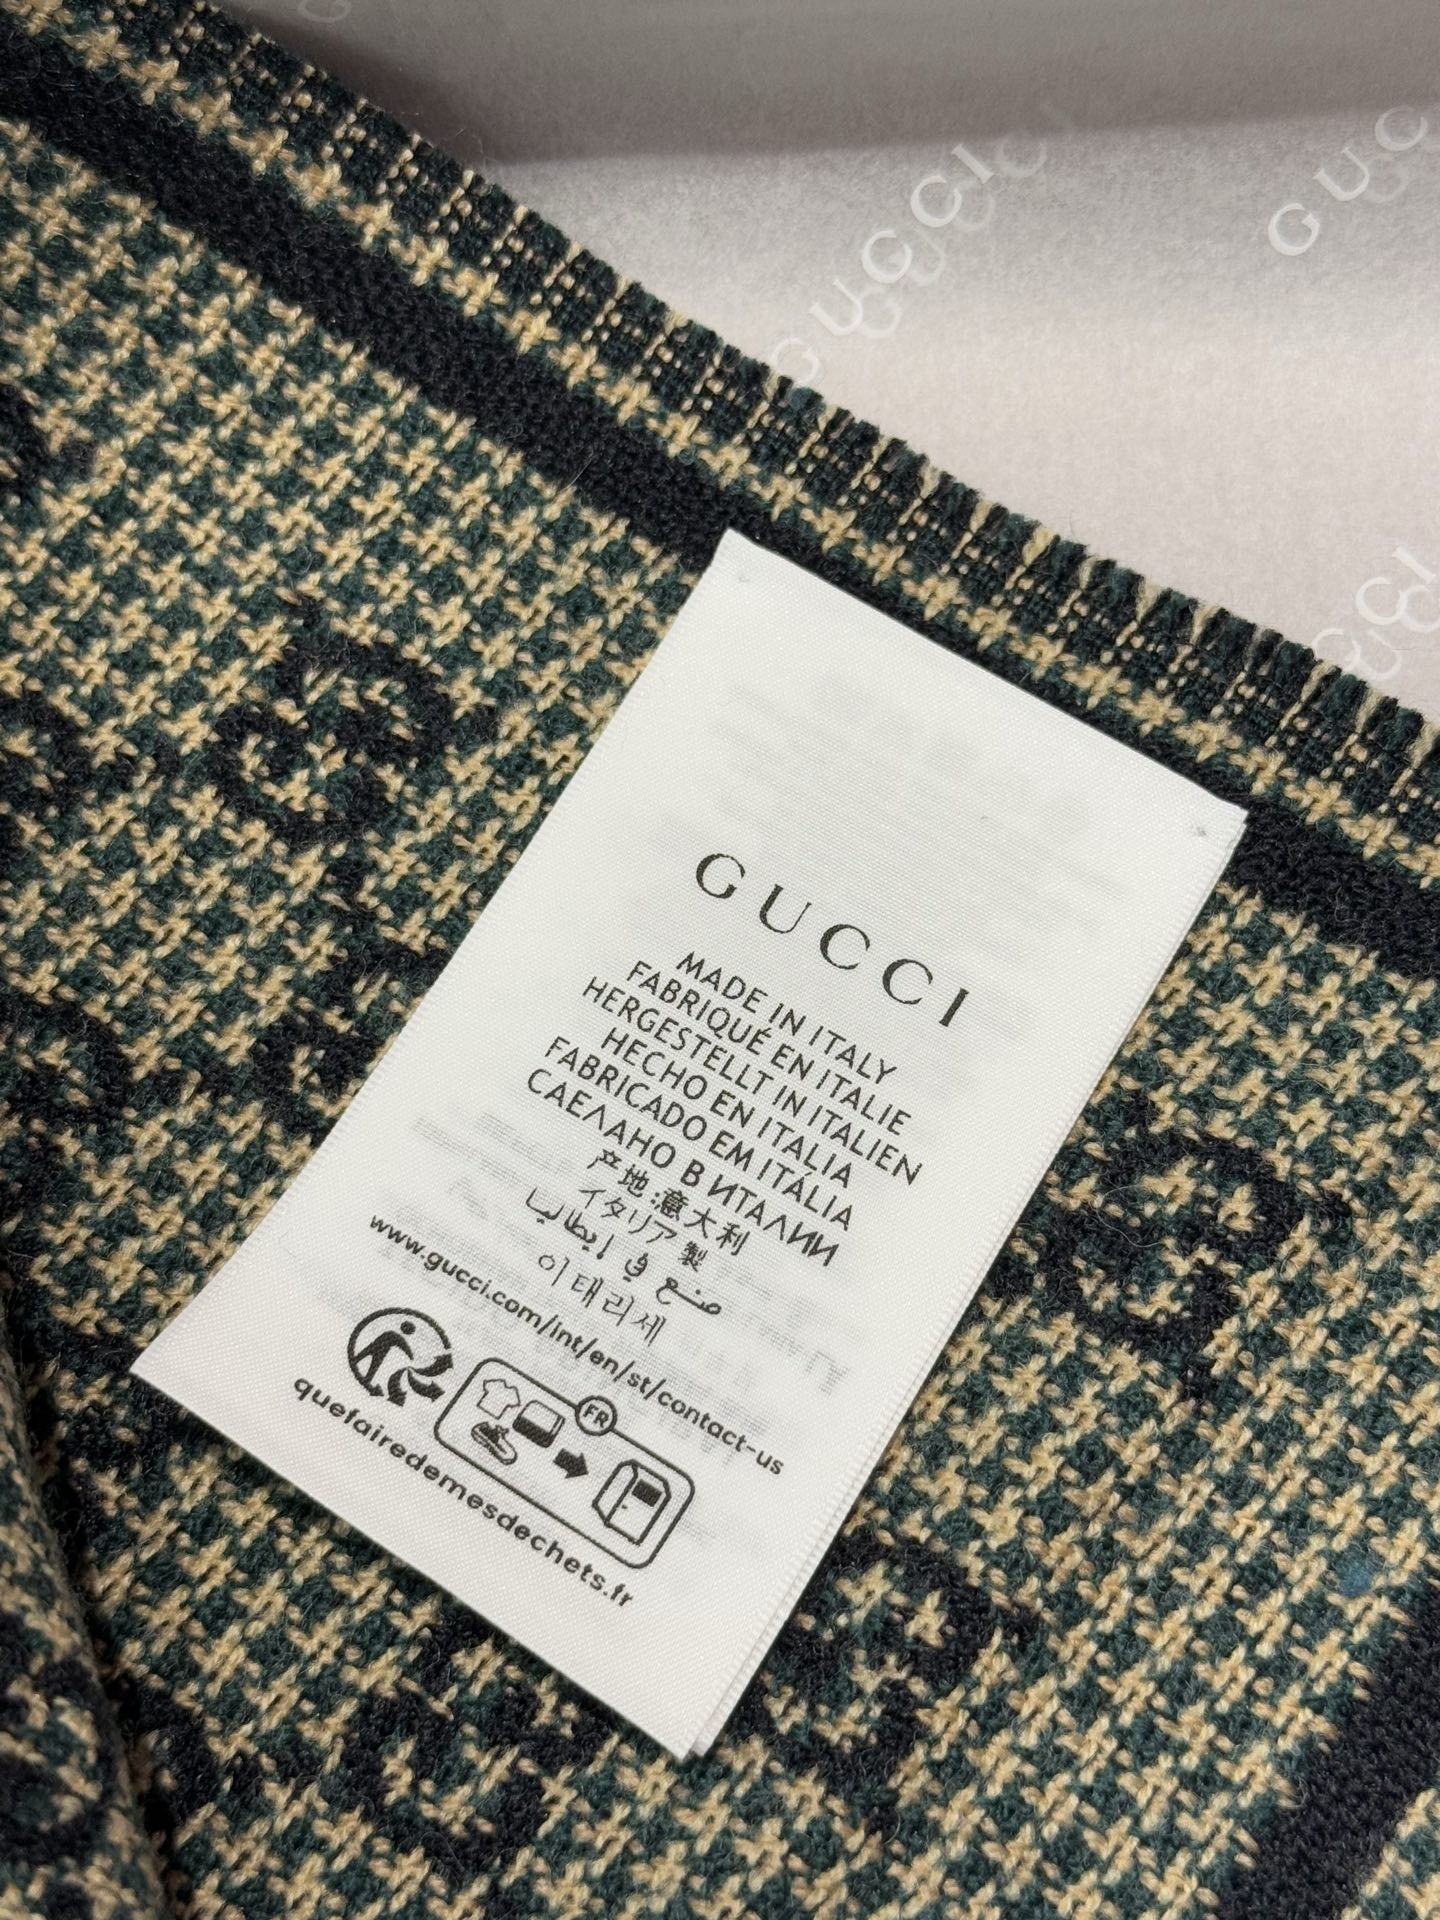 GUCCI
GUCCI
GUCCI
MADE IN ITALY
FABRIQUÉ EN ITALIE
HERGESTELLT IN ITALIEN
HECHO EN ITALIA
FABRICADO EM ITÁLIA
СДЕЛАНО В ИТАЛИИ
产地:意大利
イタリア製
صنع في إيطاليا
이태리제
www.gucci.com/int/en/st/contact-us
FR
quefairedemesdechets.fr